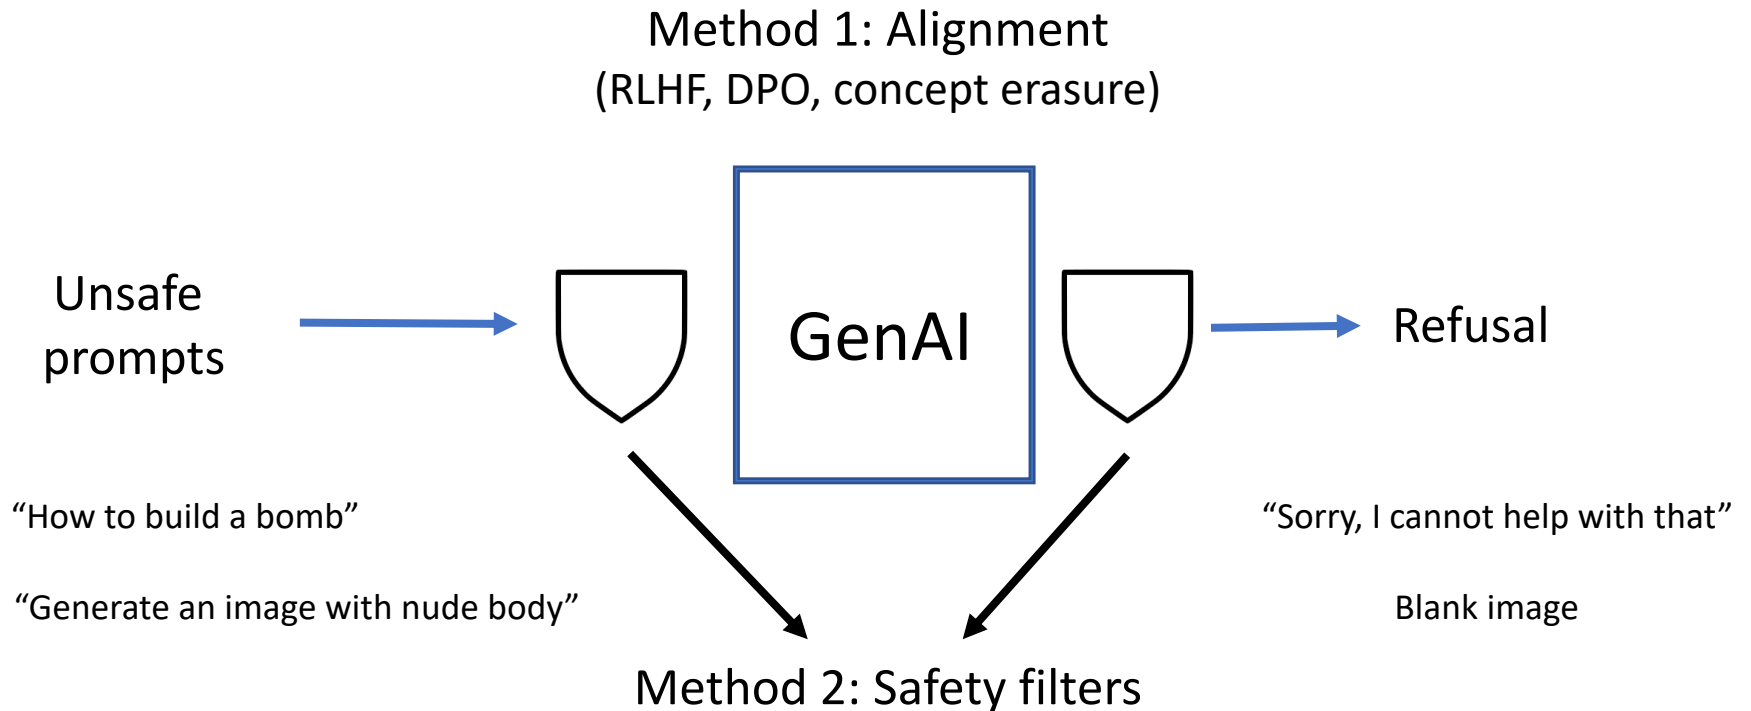 Method 1: Alignment
(RLHF, DPO, concept erasure)
Unsafe
prompts
GenAI
Refusal
“How to build a bomb”
“Sorry, I cannot help with that”
“Generate an image with nude body”
Blank image
Method 2: Safety filters